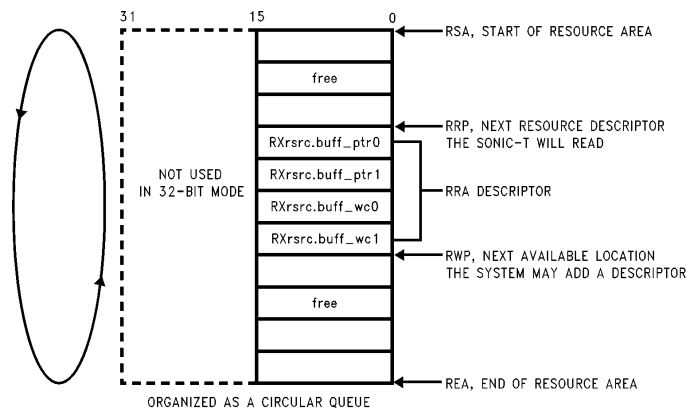 31
15
0
RSA, START OF RESOURCE AREA
free
RRP, NEXT RESOURCE DESCRIPTOR
THE SONIC-T WILL READ
RXrsrc.buff_ptr0
NOT USED
IN 32-BIT MODE
RXrsrc.buff_ptr1
RRA DESCRIPTOR
RXrsrc.buff_wc0
RXrsrc.buff_wc1
RWP, NEXT AVAILABLE LOCATION
THE SYSTEM MAY ADD A DESCRIPTOR
free
REA, END OF RESOURCE AREA
ORGANIZED AS A CIRCULAR QUEUE